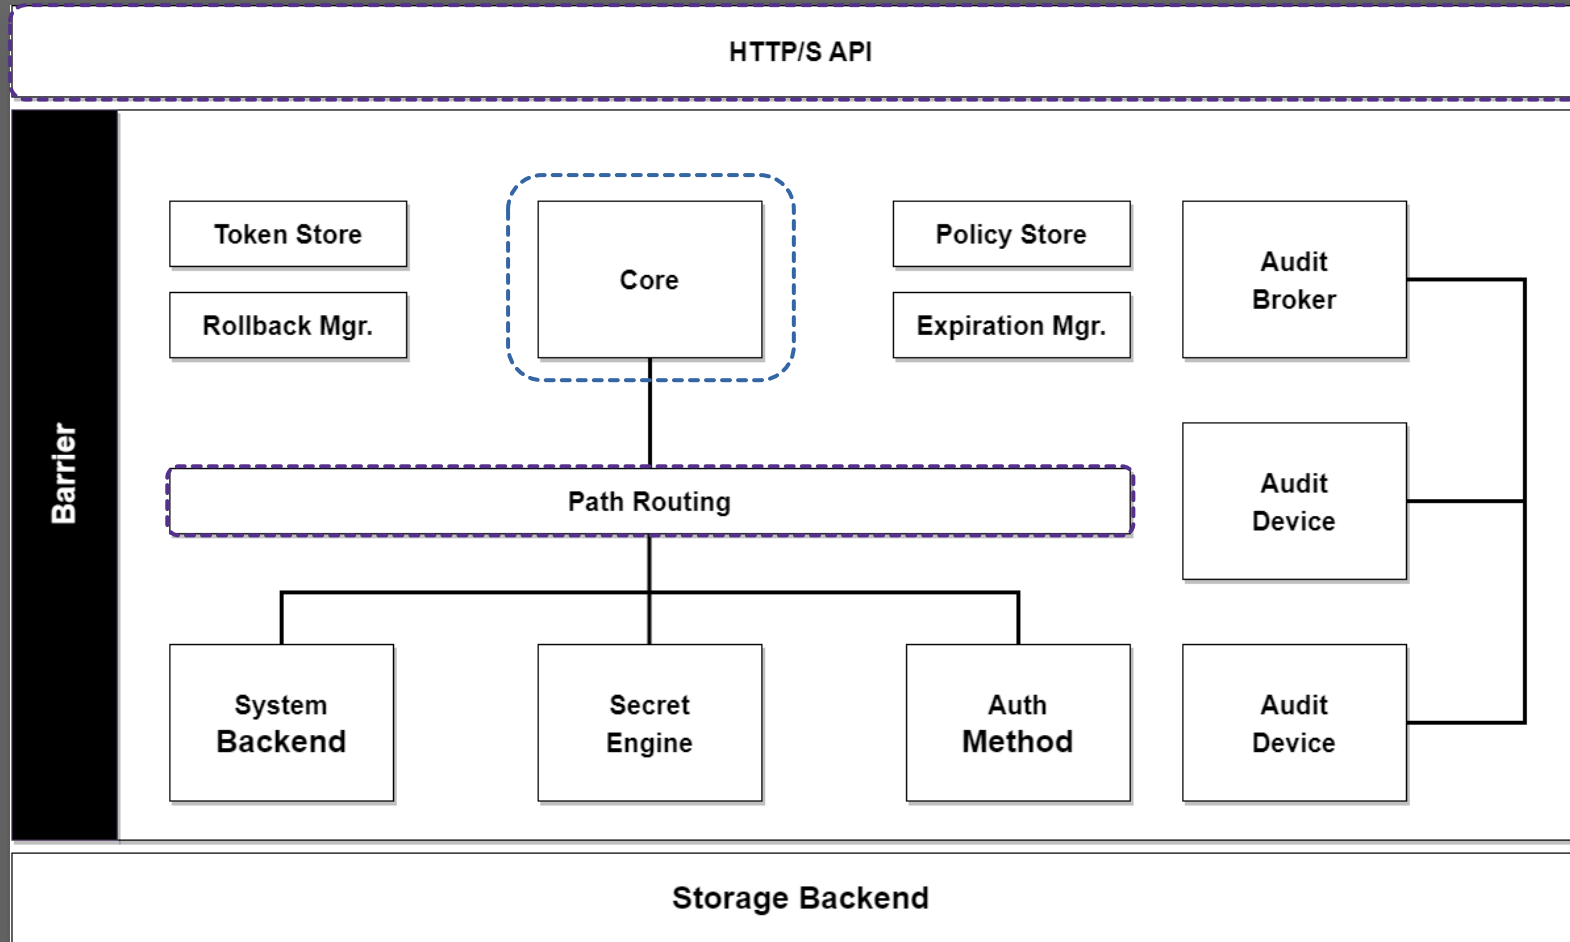 HTTP/S API
Barrier
Token Store
Rollback Mgr.
Core
Policy Store
Expiration Mgr.
Audit
Broker
Path Routing
Audit
Device
System
Backend
Secret
Engine
Auth
Method
Audit
Device
Storage Backend